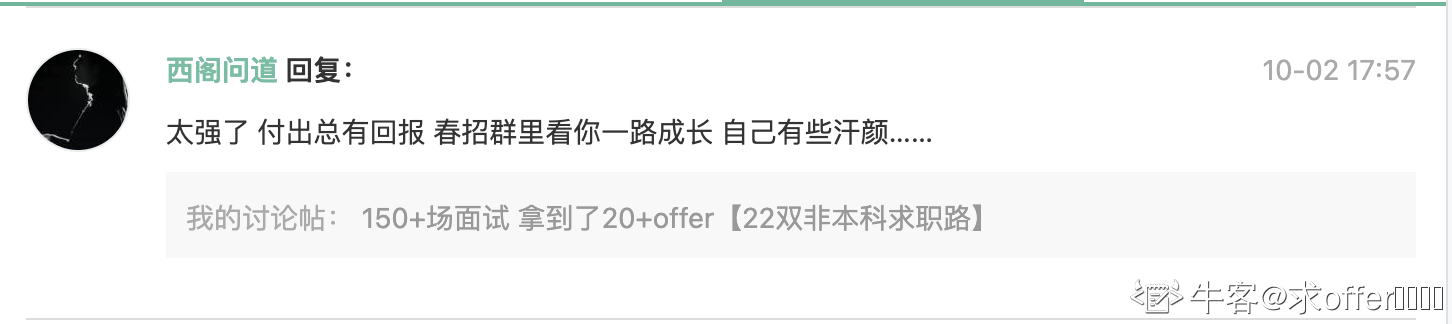 西阁问道 回复：
10-02 17:57
太强了 付出总有回报 春招群里看你一路成长 自己有些汗颜......
我的讨论帖： 150+场面试 拿到了20+offer【22双非本科求职路】
牛客@求offer